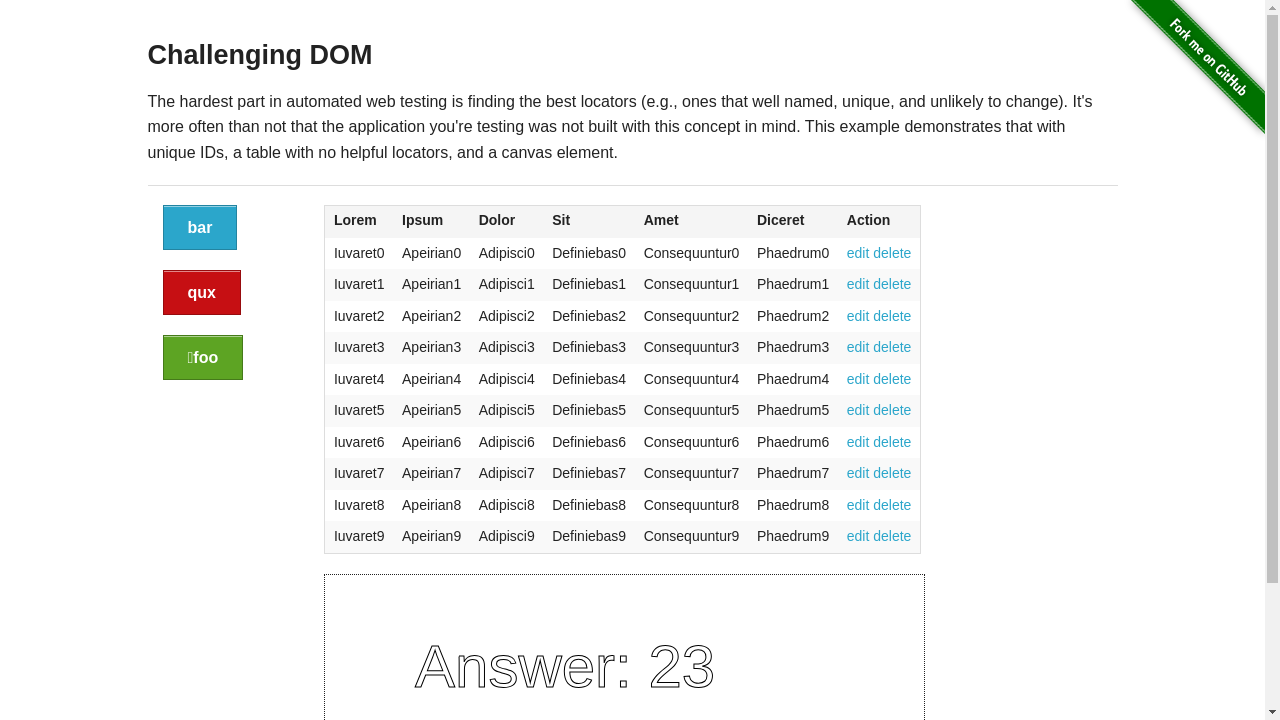 Fork me on GitHub
Challenging DOM
The hardest part in automated web testing is finding the best locators (e.g., ones that well named, unique, and unlikely to change). It's
more often than not that the application you're testing was not built with this concept in mind. This example demonstrates that with
unique IDs, a table with no helpful locators, and a canvas element.
bar
qux
foo
Lorem Ipsum Dolor Sit Amet Diceret Action
Iuvaret0 Apeirian0 Adipisci0 Definiebas0 Consequuntur0 Phaedrum0 edit delete
Iuvaret1 Apeirian1 Adipisci1 Definiebas1 Consequuntur1 Phaedrum1 edit delete
Iuvaret2 Apeirian2 Adipisci2 Definiebas2 Consequuntur2 Phaedrum2 edit delete
Iuvaret3 Apeirian3 Adipisci3 Definiebas3 Consequuntur3 Phaedrum3 edit delete
Iuvaret4 Apeirian4 Adipisci4 Definiebas4 Consequuntur4 Phaedrum4 edit delete
Iuvaret5 Apeirian5 Adipisci5 Definiebas5 Consequuntur5 Phaedrum5 edit delete
Iuvaret6 Apeirian6 Adipisci6 Definiebas6 Consequuntur6 Phaedrum6 edit delete
Iuvaret7 Apeirian7 Adipisci7 Definiebas7 Consequuntur7 Phaedrum7 edit delete
Iuvaret8 Apeirian8 Adipisci8 Definiebas8 Consequuntur8 Phaedrum8 edit delete
Iuvaret9 Apeirian9 Adipisci9 Definiebas9 Consequuntur9 Phaedrum9 edit delete
Answer: 23